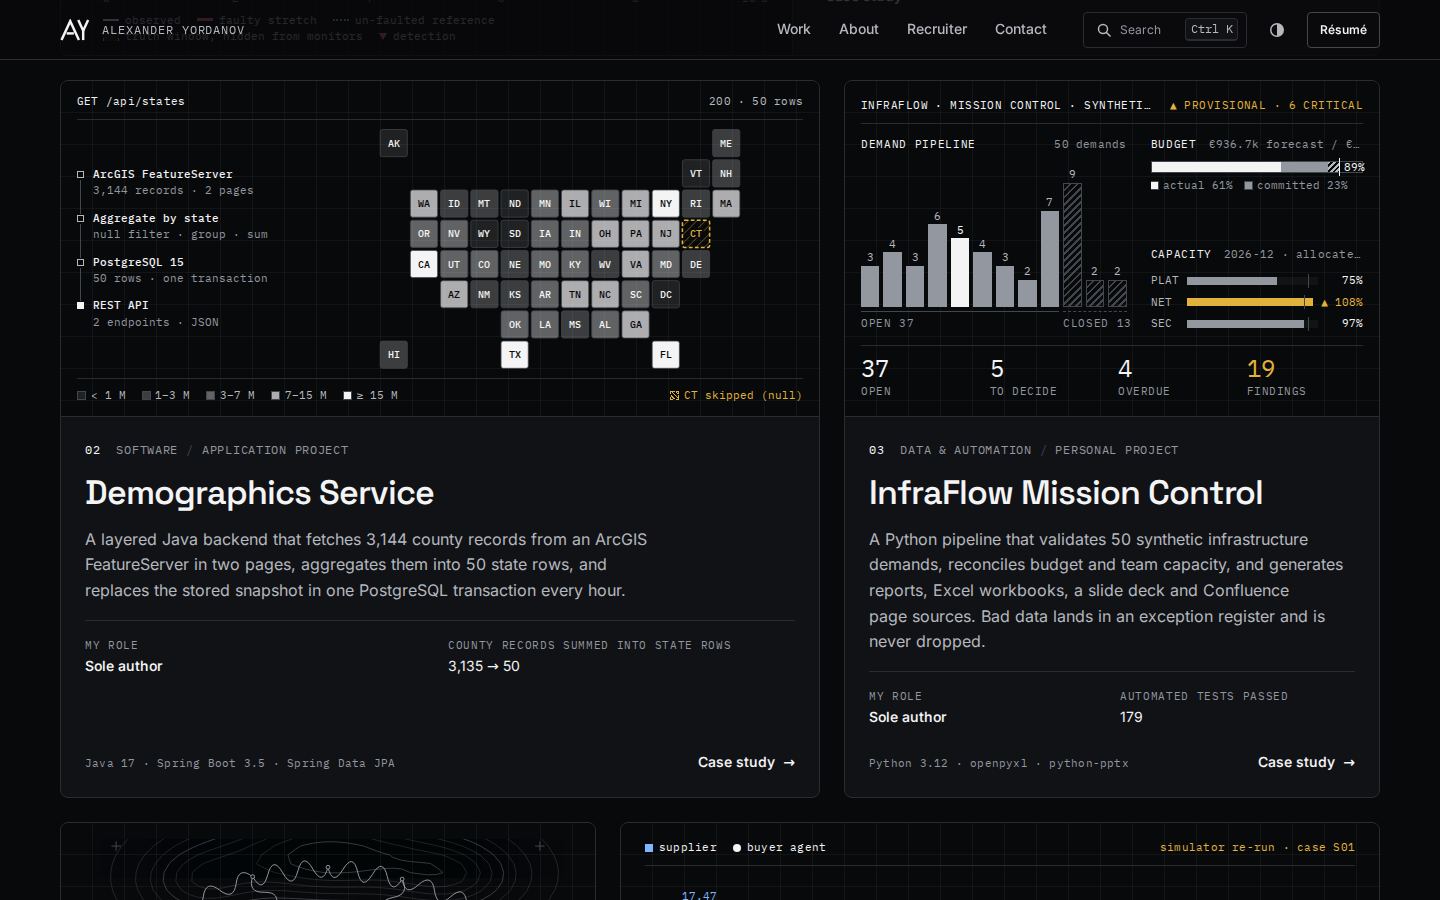 observed faulty stretch un-faulted reference
Case study
hidden from monitors detection
AY ALEXANDER YORDANOV
Work About Recruiter Contact
Search Ctrl K
Résumé
GET /api/states 200 · 50 rows
ArcGIS FeatureServer
3,144 records · 2 pages
Aggregate by state
null filter · group · sum
PostgreSQL 15
50 rows · one transaction
REST API
2 endpoints · JSON
AK ME
VT NH
WA ID MT ND MN IL WI MI NY RI MA
OR NV WY SD IA IN OH PA NJ CT
CA UT CO NE MO KY WV VA MD DE
AZ NM KS AR TN NC SC DC
OK LA MS AL GA
HI TX FL
< 1 M 1–3 M 3–7 M 7–15 M ≥ 15 M
CT skipped (null)
02 SOFTWARE / APPLICATION PROJECT
Demographics Service
A layered Java backend that fetches 3,144 county records from an ArcGIS
FeatureServer in two pages, aggregates them into 50 state rows, and
replaces the stored snapshot in one PostgreSQL transaction every hour.
MY ROLE
Sole author
COUNTY RECORDS SUMMED INTO STATE ROWS
3,135 → 50
Java 17 · Spring Boot 3.5 · Spring Data JPA
Case study →
INFRAFLOW · MISSION CONTROL · SYNTHETI…
▲ PROVISIONAL · 6 CRITICAL
DEMAND PIPELINE 50 demands
3 4 3 6 5 4 3 2 7 9 2 2
OPEN 37 CLOSED 13
BUDGET €936.7k forecast / €…
89%
actual 61% committed 23%
CAPACITY 2026-12 · allocate…
PLAT 75%
NET ▲ 108%
SEC 97%
37 5 4 19
OPEN TO DECIDE OVERDUE FINDINGS
03 DATA & AUTOMATION / PERSONAL PROJECT
InfraFlow Mission Control
A Python pipeline that validates 50 synthetic infrastructure
demands, reconciles budget and team capacity, and generates
reports, Excel workbooks, a slide deck and Confluence
page sources. Bad data lands in an exception register and is
never dropped.
MY ROLE
Sole author
AUTOMATED TESTS PASSED
179
Python 3.12 · openpyxl · python-pptx
Case study →
supplier buyer agent
simulator re-run · case S01
17.47